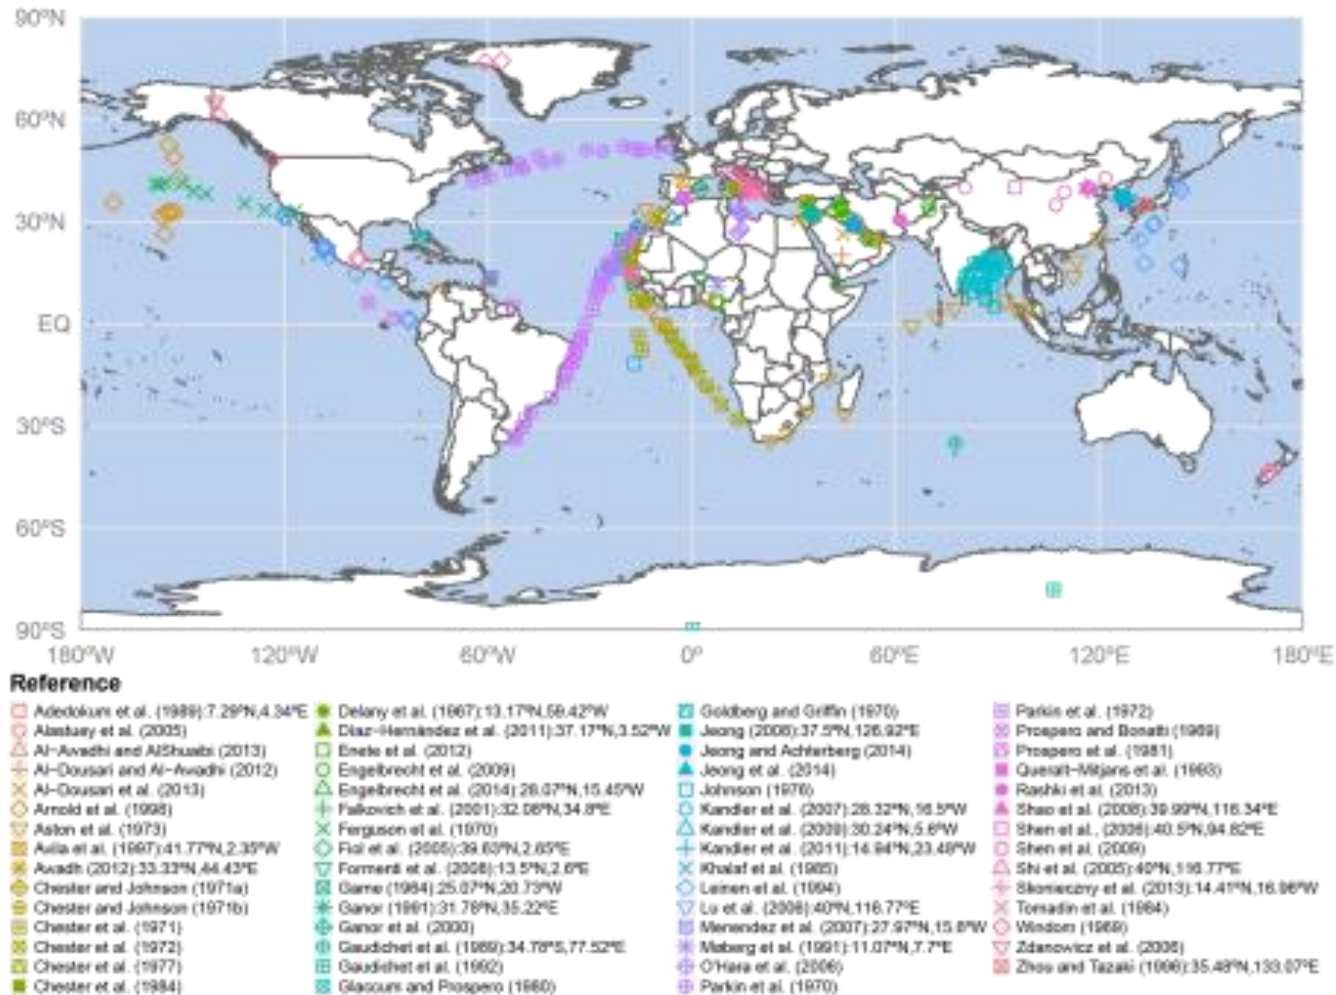 90°N
60°N
30°N
EQ
30°S
60°S
90°S
180°W 120°W 60°W 0° 60°E 120°E 180°E
Reference
Adedokum et al. (1989):7.29°N,4.34°E
Alastuey et al. (2005)
Al-Awadhi and AlShuaibi (2013)
Al-Dousari and Al-Awadhi (2012)
Al-Dousari et al. (2013)
Arnold et al. (1998)
Aston et al. (1973)
Avila et al. (1997):41.77°N,2.35°W
Awadh (2012):33.33°N,44.43°E
Chester and Johnson (1971a)
Chester and Johnson (1971b)
Chester et al. (1971)
Chester et al. (1972)
Chester et al. (1977)
Chester et al. (1984)
Delany et al. (1967):13.17°N,59.42°W
Díaz-Hernández et al. (2011):37.17°N,3.52°W
Enete et al. (2012)
Engelbrecht et al. (2009)
Engelbrecht et al. (2014):28.07°N,15.45°W
Falkovich et al. (2001):32.08°N,34.8°E
Ferguson et al. (1970)
Fiol et al. (2005):39.63°N,2.65°E
Formenti et al. (2008):13.5°N,2.6°E
Game (1964):25.07°N,20.73°W
Ganor (1991):31.78°N,35.22°E
Ganor et al. (2000)
Gaudichet et al. (1989):34.78°S,77.52°E
Gaudichet et al. (1992)
Glaccum and Prospero (1980)
Goldberg and Griffin (1970)
Jeong (2008):37.5°N,126.92°E
Jeong and Achterberg (2014)
Jeong et al. (2014)
Johnson (1976)
Kandler et al. (2007):28.32°N,16.5°W
Kandler et al. (2009):30.24°N,5.6°W
Kandler et al. (2011):14.94°N,23.48°W
Khalaf et al. (1985)
Leinen et al. (1994)
Lu et al. (2006):40°N,116.77°E
Menendez et al. (2007):27.97°N,15.6°W
Møberg et al. (1991):11.07°N,7.7°E
O'Hara et al. (2006)
Parkin et al. (1970)
Parkin et al. (1972)
Prospero and Bonatti (1969)
Prospero et al. (1981)
Queralt-Mitjans et al. (1993)
Rashki et al. (2013)
Shao et al. (2008):39.99°N,116.34°E
Shen et al., (2006):40.5°N,94.82°E
Shen et al. (2009)
Shi et al. (2005):40°N,116.77°E
Skonieczny et al. (2013):14.41°N,16.96°W
Tomadin et al. (1984)
Windom (1969)
Zdanowicz et al. (2006)
Zhou and Tazaki (1996):35.48°N,133.07°E